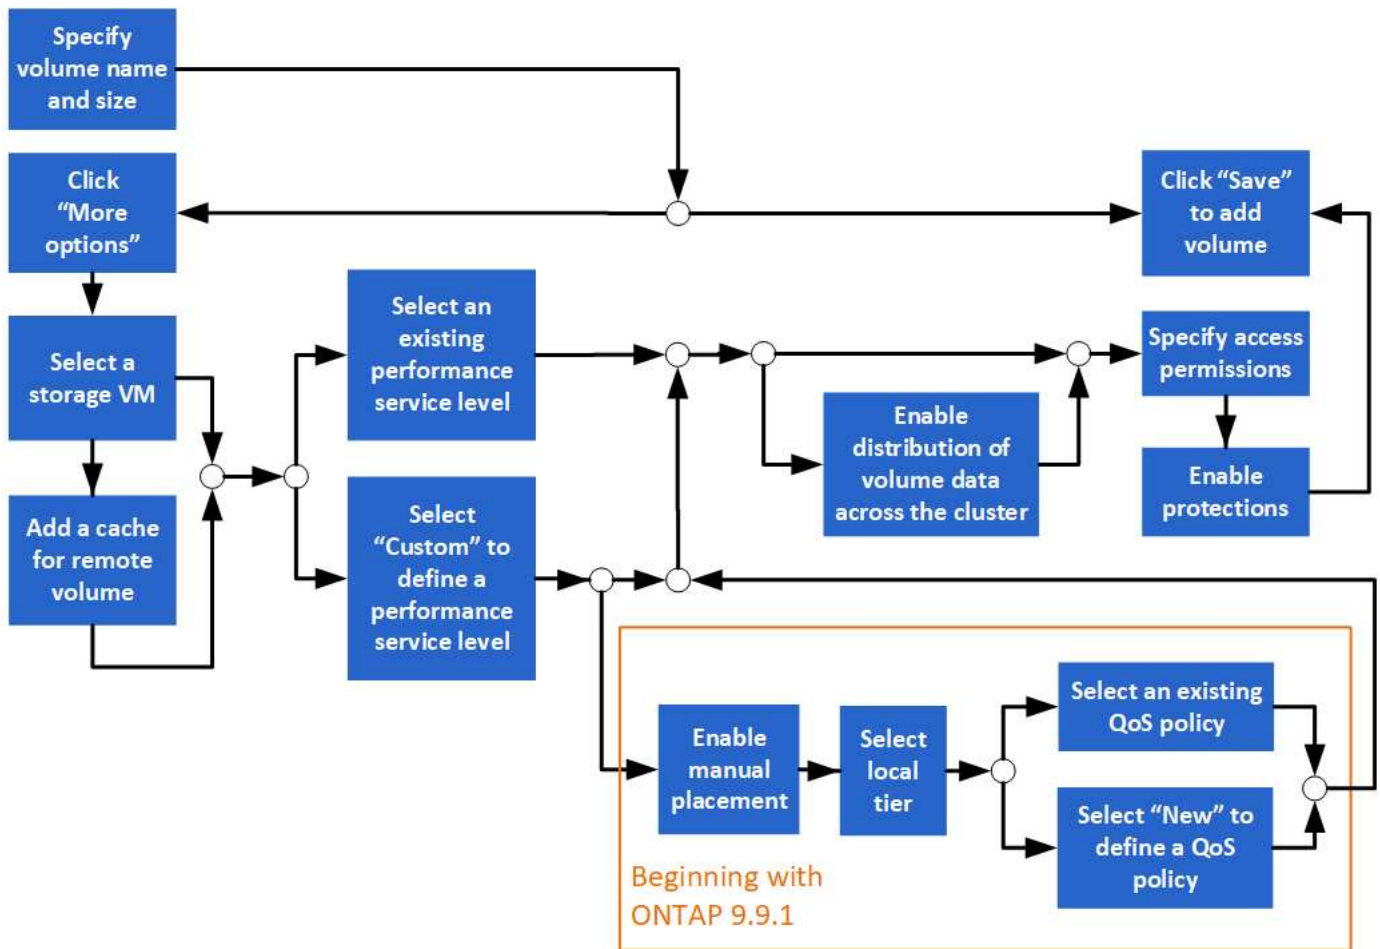 Specify
volume name
and size
Click
“More
options”
Click “Save”
to add
volume
Select a
storage VM
Select an
existing
performance
service level
Specify access
permissions
Enable
distribution of
volume data
across the cluster
Enable
protections
Add a cache
for remote
volume
Select
“Custom” to
define a
performance
service level
Enable
manual
placement
Select
local
tier
Select an existing
QoS policy
Select “New” to
define a QoS
policy
Beginning with
ONTAP 9.9.1